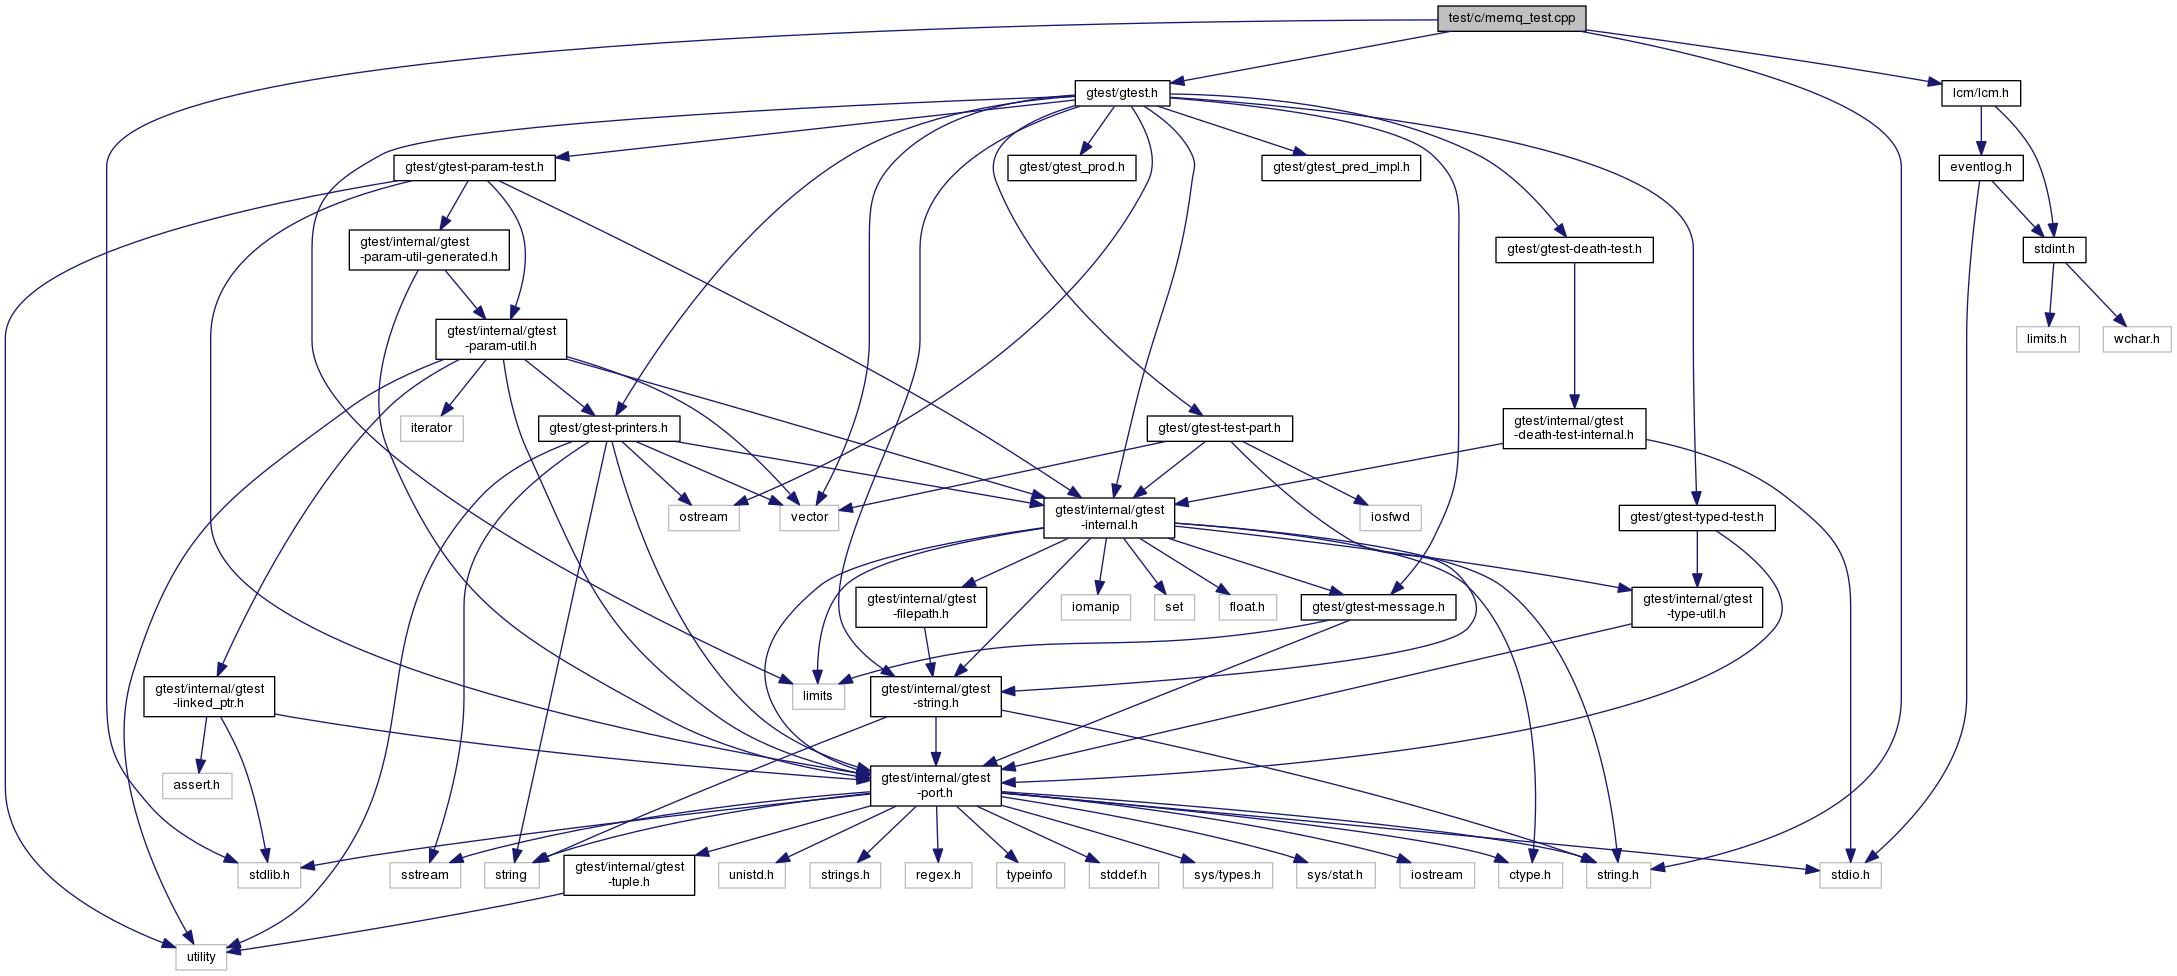 test/c/memq_test.cpp
gtest/gtest.h
lcm/lcm.h
gtest/gtest-param-test.h
gtest/gtest_prod.h
gtest/gtest_pred_impl.h
eventlog.h
gtest/internal/gtest
-param-util-generated.h
gtest/gtest-death-test.h
stdint.h
gtest/internal/gtest
-param-util.h
limits.h
wchar.h
iterator
gtest/gtest-printers.h
gtest/gtest-test-part.h
gtest/internal/gtest
-death-test-internal.h
ostream
vector
gtest/internal/gtest
-internal.h
iosfwd
gtest/gtest-typed-test.h
gtest/internal/gtest
-filepath.h
iomanip
set
float.h
gtest/gtest-message.h
gtest/internal/gtest
-type-util.h
gtest/internal/gtest
-linked_ptr.h
limits
gtest/internal/gtest
-string.h
assert.h
gtest/internal/gtest
-port.h
stdlib.h
sstream
string
gtest/internal/gtest
-tuple.h
unistd.h
strings.h
regex.h
typeinfo
stddef.h
sys/types.h
sys/stat.h
iostream
ctype.h
string.h
stdio.h
utility